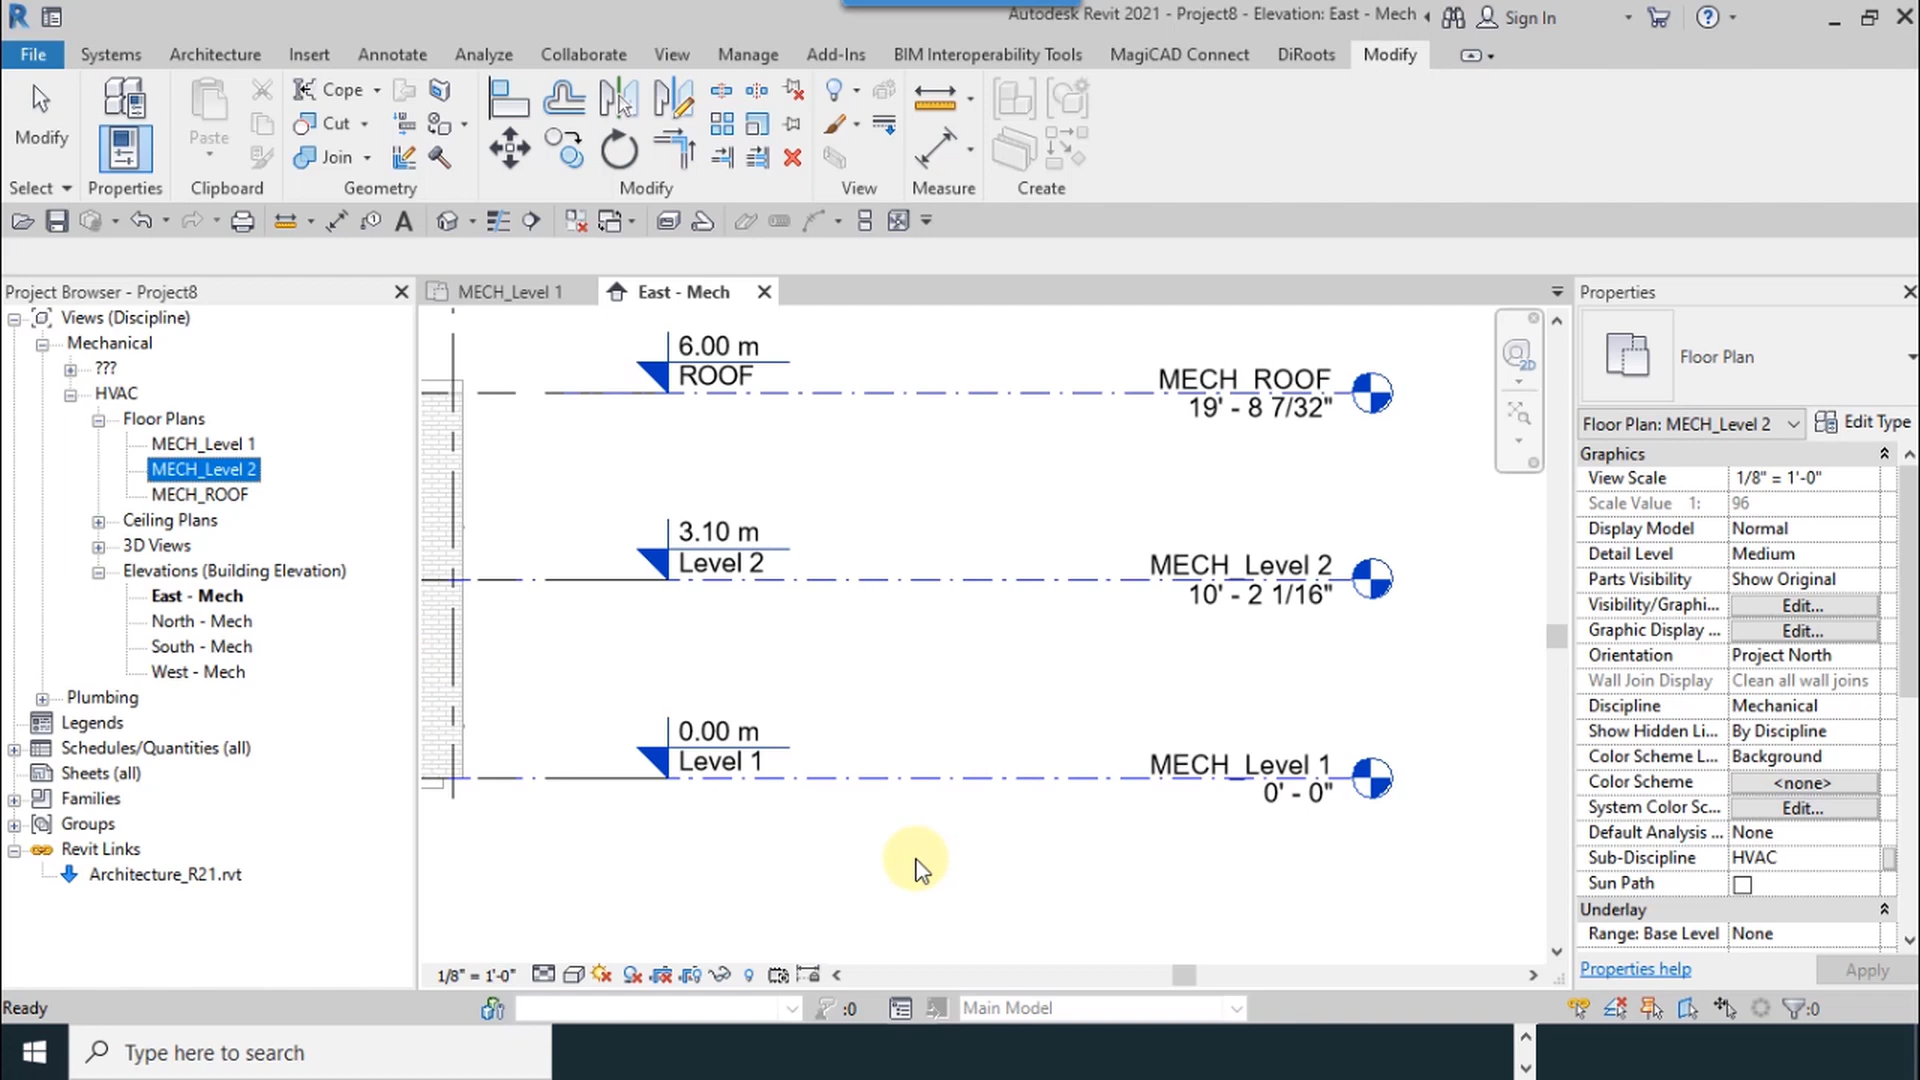 Autodesk Revit 2021 - Project8 - Elevation: East - Mech
Sign In
File Systems Architecture Insert Annotate Analyze Collaborate View Manage Add-Ins BIM Interoperability Tools MagiCAD Connect DiRoots Modify
Modify
Paste
Cope
Cut
Join
Select Properties Clipboard Geometry Modify View Measure Create
Project Browser - Project8
Views (Discipline)
Mechanical
???
HVAC
Floor Plans
MECH_Level 1
MECH_Level 2
MECH_ROOF
Ceiling Plans
3D Views
Elevations (Building Elevation)
East - Mech
North - Mech
South - Mech
West - Mech
Plumbing
Legends
Schedules/Quantities (all)
Sheets (all)
Families
Groups
Revit Links
Architecture_R21.rvt
MECH_Level 1
East - Mech
6.00 m
ROOF
MECH_ROOF
19' - 8 7/32"
3.10 m
Level 2
MECH_Level 2
10' - 2 1/16"
0.00 m
Level 1
MECH_Level 1
0' - 0"
2D
1/8" = 1'-0"
Properties
Floor Plan
Floor Plan: MECH_Level 2
Edit Type
Graphics
View Scale 1/8" = 1'-0"
Scale Value 1: 96
Display Model Normal
Detail Level Medium
Parts Visibility Show Original
Visibility/Graphi... Edit...
Graphic Display ... Edit...
Orientation Project North
Wall Join Display Clean all wall joins
Discipline Mechanical
Show Hidden Li... By Discipline
Color Scheme L... Background
Color Scheme <none>
System Color Sc... Edit...
Default Analysis ... None
Sub-Discipline HVAC
Sun Path
Underlay
Range: Base Level None
Properties help
Apply
Ready
:0
Main Model
:0
Type here to search